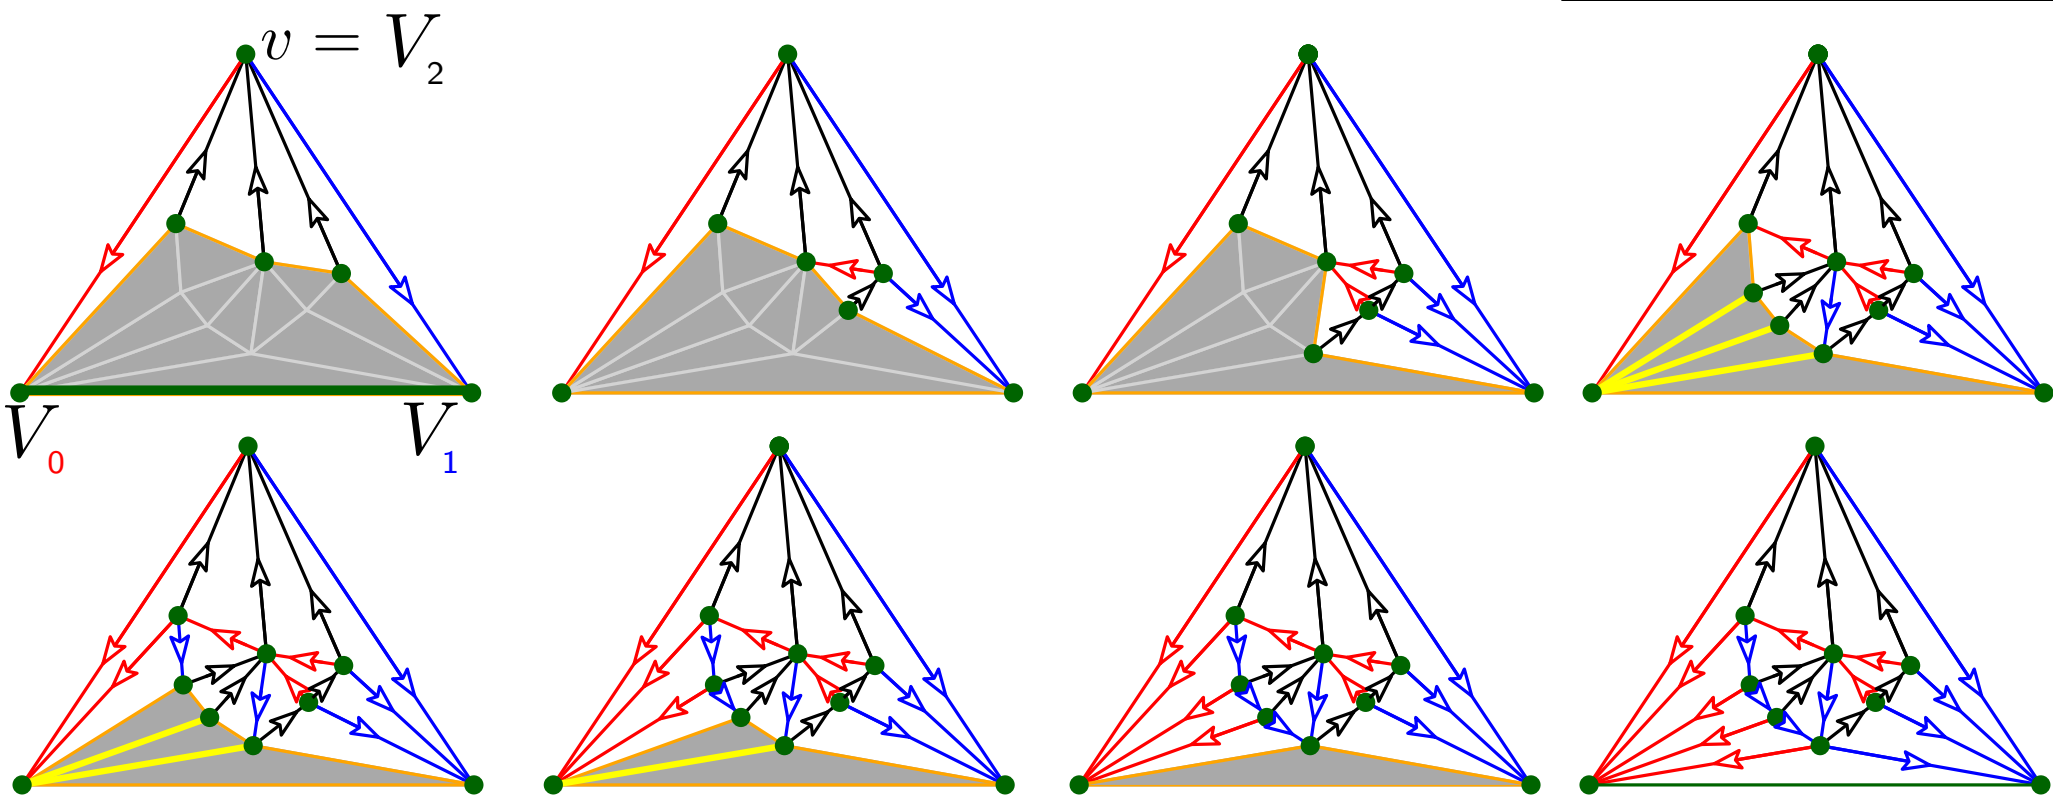 v = V₂
V₀ V₁